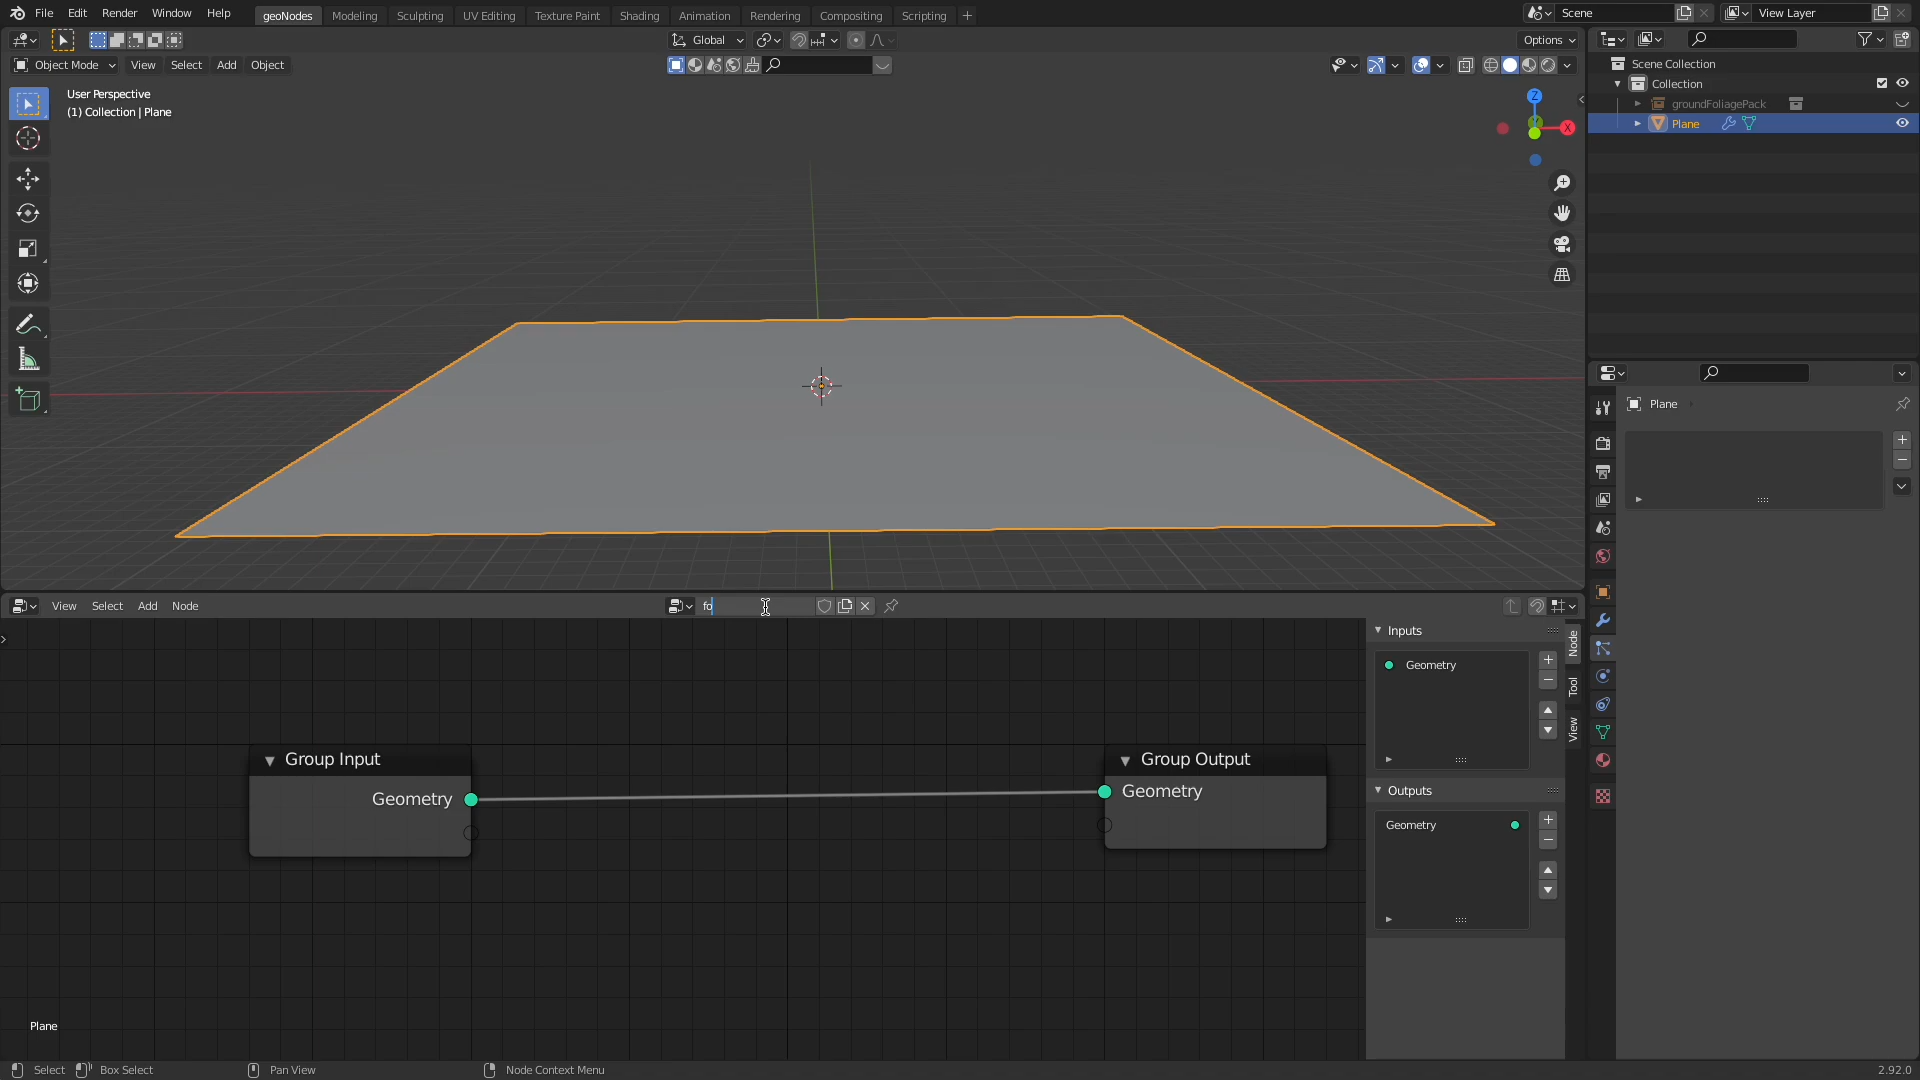 File Edit Render Window Help geoNodes Modeling Sculpting UV Editing Texture Paint Shading Animation Rendering Compositing Scripting + Scene View Layer
Global Options
Object Mode View Select Add Object
User Perspective
(1) Collection | Plane
Z
X
Scene Collection
Collection
groundFoliagePack
Plane
Plane
View Select Add Node fo
Inputs
Geometry
Outputs
Geometry
Node
Tool
View
Group Input
Geometry
Group Output
Geometry
Plane
Select Box Select Pan View Node Context Menu 2.92.0